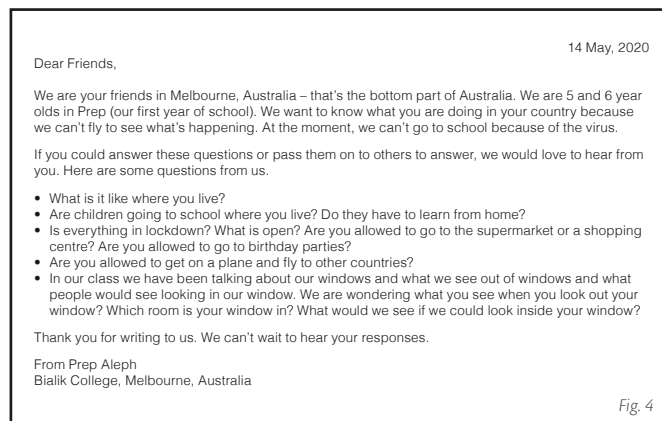 14 May, 2020
Dear Friends,
We are your friends in Melbourne, Australia – that's the bottom part of Australia. We are 5 and 6 year
olds in Prep (our first year of school). We want to know what you are doing in your country because
we can't fly to see what's happening. At the moment, we can't go to school because of the virus.
If you could answer these questions or pass them on to others to answer, we would love to hear from
you. Here are some questions from us.
• What is it like where you live?
• Are children going to school where you live? Do they have to learn from home?
• Is everything in lockdown? What is open? Are you allowed to go to the supermarket or a shopping
centre? Are you allowed to go to birthday parties?
• Are you allowed to get on a plane and fly to other countries?
• In our class we have been talking about our windows and what we see out of windows and what
people would see looking in our window. We are wondering what you see when you look out your
window? Which room is your window in? What would we see if we could look inside your window?
Thank you for writing to us. We can't wait to hear your responses.
From Prep Aleph
Bialik College, Melbourne, Australia
Fig. 4